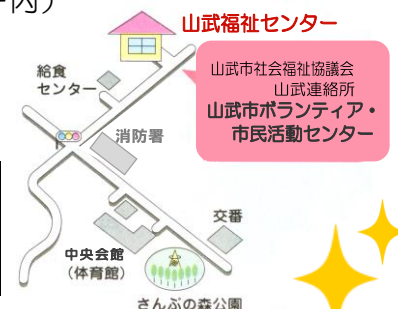 内）
山武福祉センター
山武市社会福祉協議会
山武連絡所
山武市ボランティア・
市民活動センター
給食
センター
消防署
交番
中央会館
（体育館）
さんぶの森公園